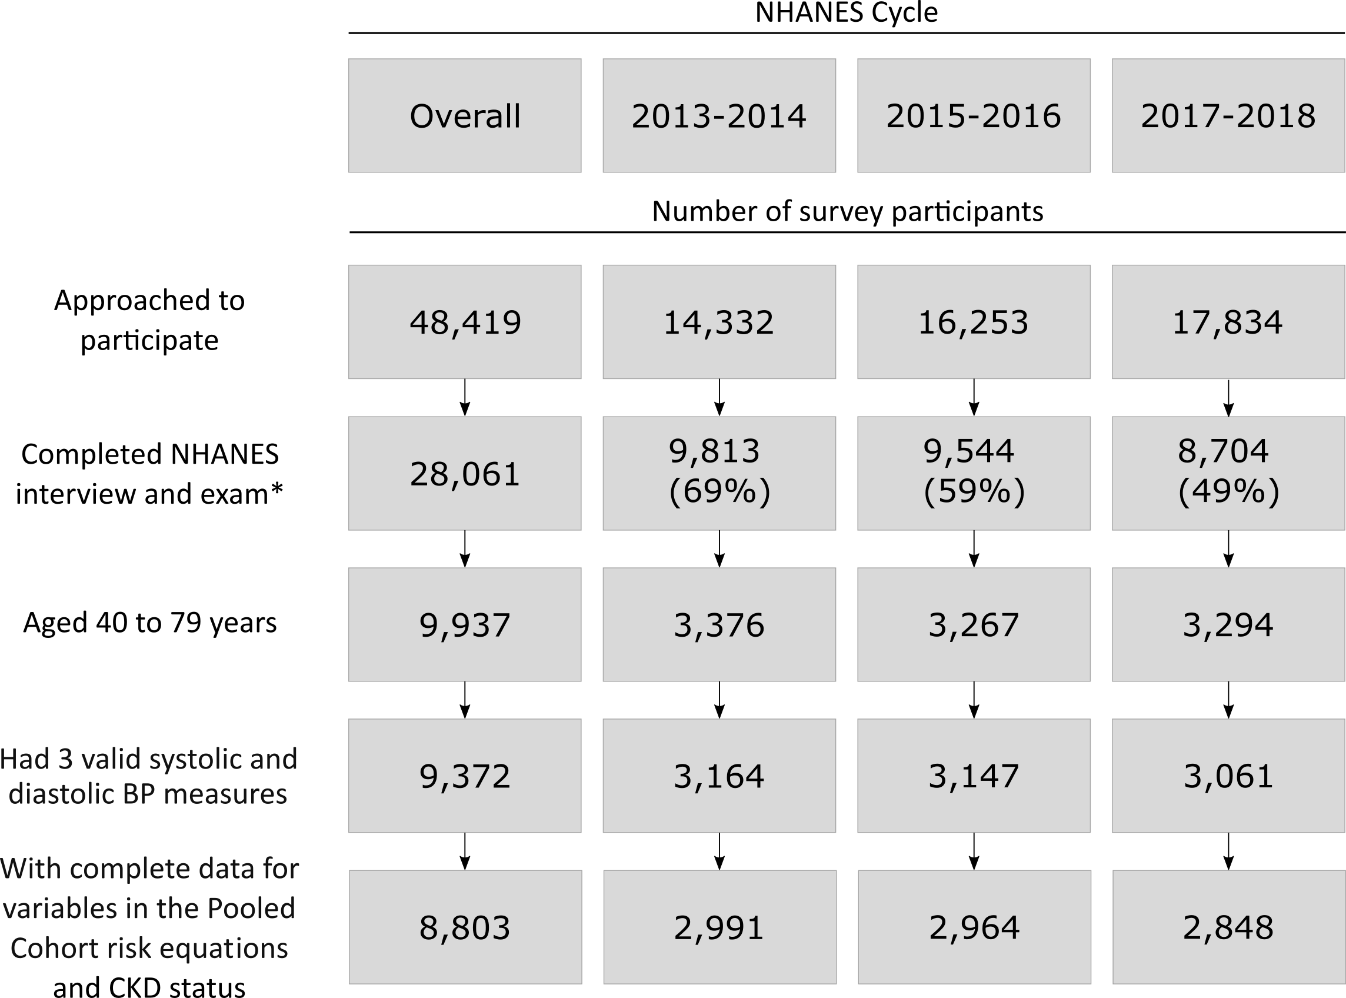 NHANES Cycle
Overall
2013-2014
2015-2016
2017-2018
Number of survey participants
Approached to
participate
48,419
14,332
16,253
17,834
Completed NHANES
interview and exam*
28,061
9,813
(69%)
9,544
(59%)
8,704
(49%)
Aged 40 to 79 years
9,937
3,376
3,267
3,294
Had 3 valid systolic and
diastolic BP measures
9,372
3,164
3,147
3,061
With complete data for
variables in the Pooled
Cohort risk equations
and CKD status
8,803
2,991
2,964
2,848